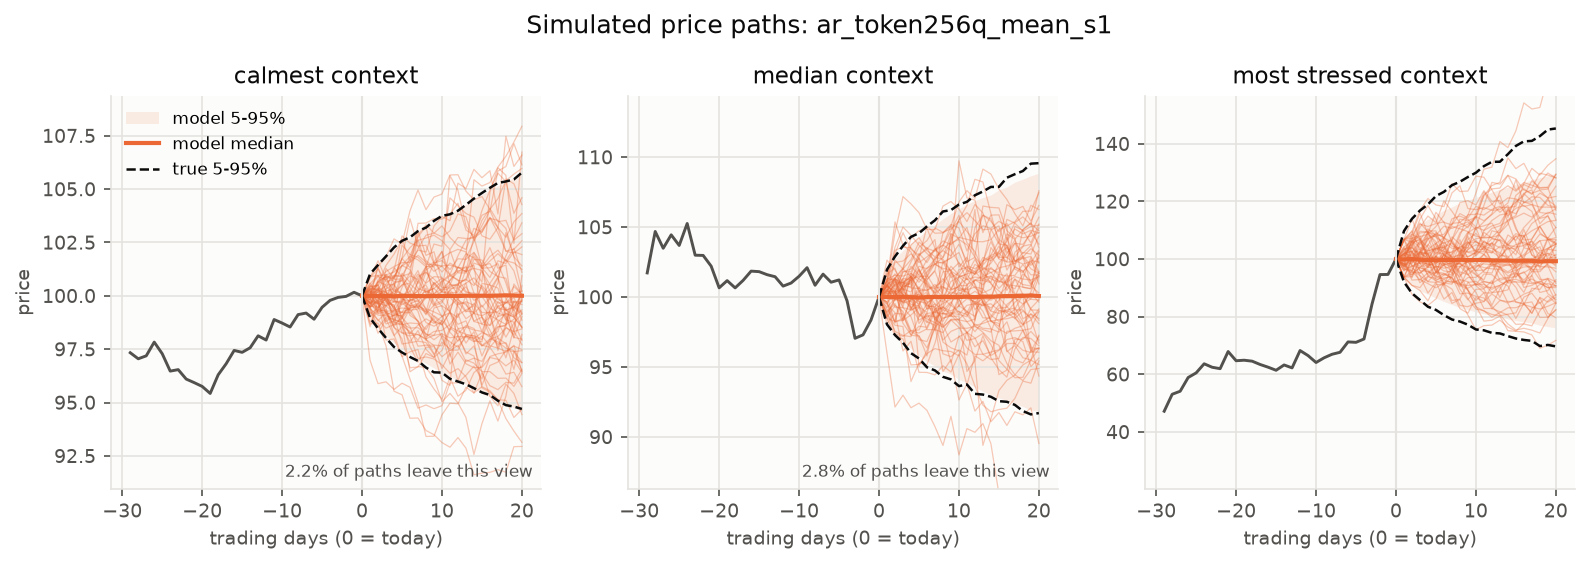 Simulated price paths: ar_token256q_mean_s1
calmest context
model 5-95%
model median
true 5-95%
107.5
105.0
102.5
100.0
97.5
95.0
92.5
price
2.2% of paths leave this view
−30 −20 −10 0 10 20
trading days (0 = today)
median context
110
105
100
95
90
price
2.8% of paths leave this view
−30 −20 −10 0 10 20
trading days (0 = today)
most stressed context
140
120
100
80
60
40
price
−30 −20 −10 0 10 20
trading days (0 = today)